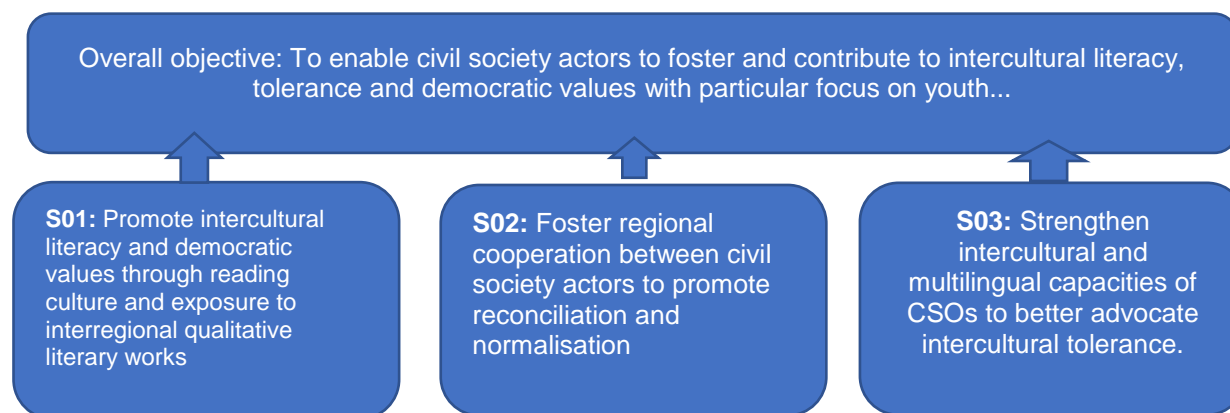 Overall objective: To enable civil society actors to foster and contribute to intercultural literacy,
tolerance and democratic values with particular focus on youth...
S01: Promote intercultural
literacy and democratic
values through reading
culture and exposure to
interregional qualitative
literary works
S02: Foster regional
cooperation between civil
society actors to promote
reconciliation and
normalisation
S03: Strengthen
intercultural and
multilingual capacities of
CSOs to better advocate
intercultural tolerance.